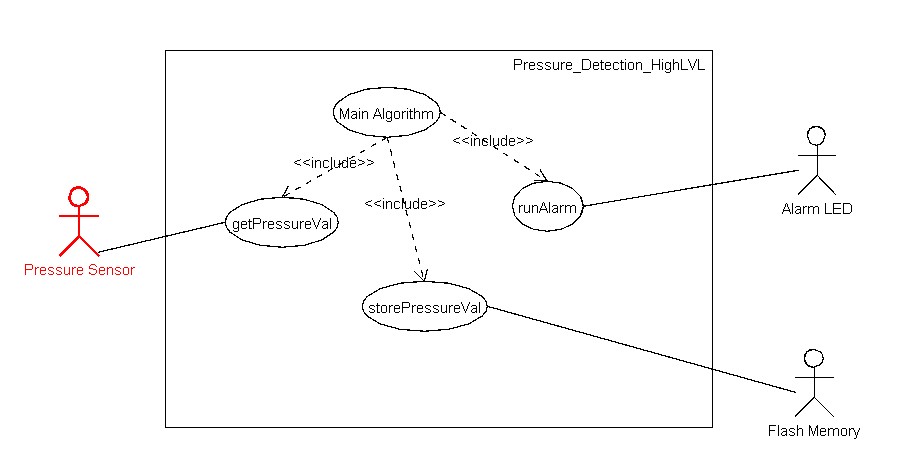 Pressure_Detection_HighLVL
Main Algorithm
<<include>>
<<include>>
<<include>>
getPressureVal
runAlarm
storePressureVal
Pressure Sensor
Alarm LED
Flash Memory